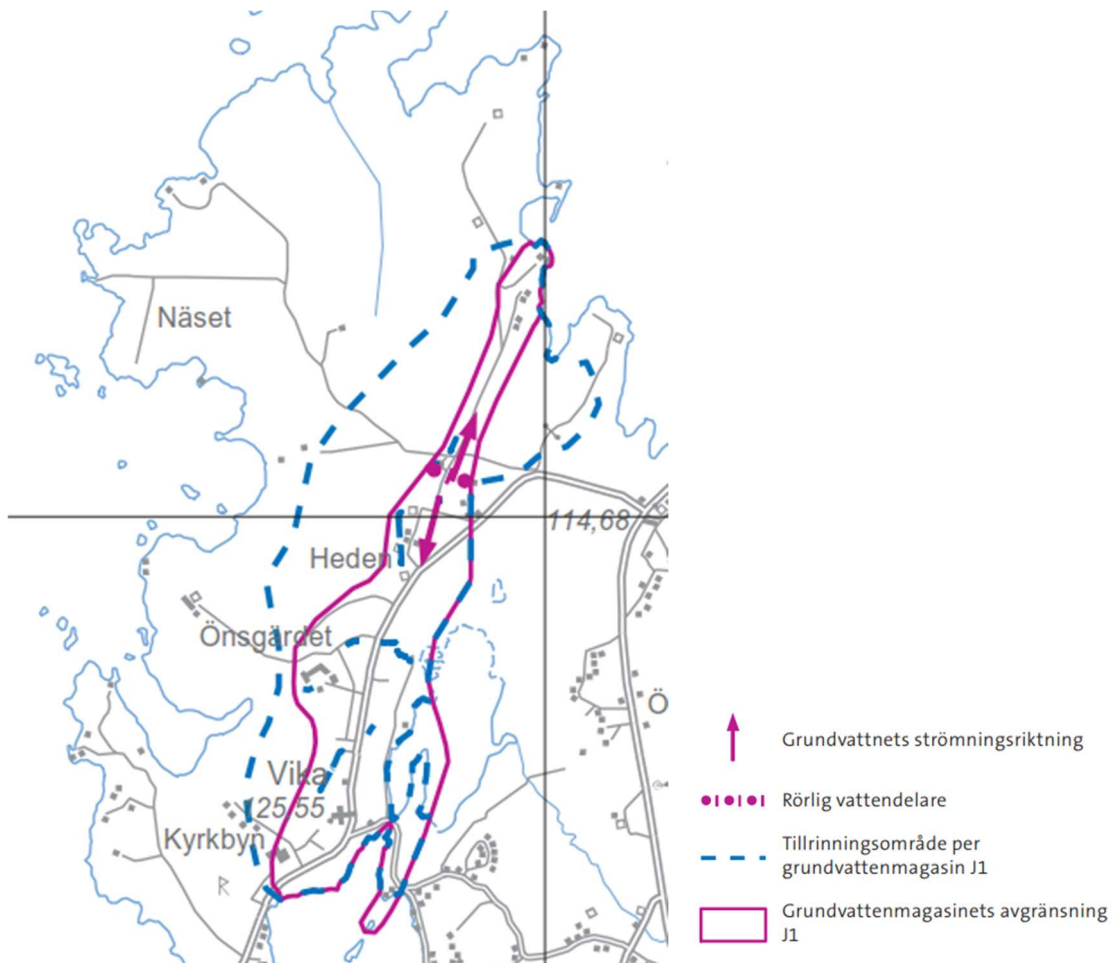 Näset
114,68
Heden
Önsgärdet
Ö
Vika
125,55
Kyrkbyn
R
Grundvattnets strömningsriktning
Rörlig vattendelare
Tillrinningsområde per
grundvattenmagasin J1
Grundvattenmagasinets avgränsning
J1